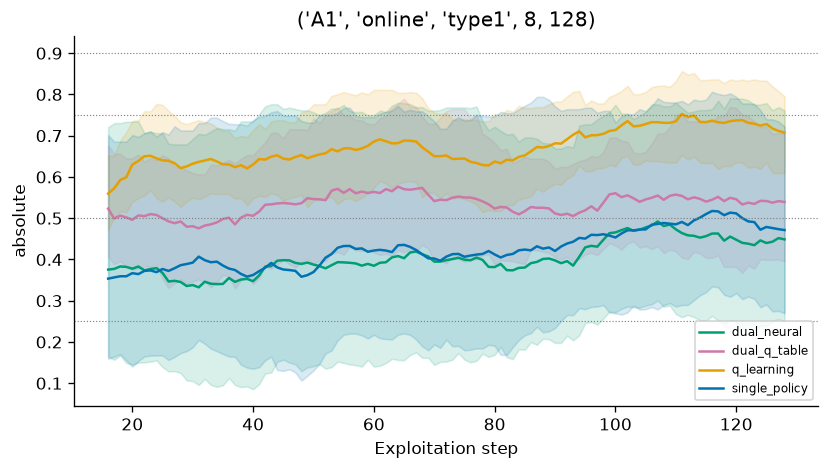 ('A1', 'online', 'type1', 8, 128)
absolute
0.9
0.8
0.7
0.6
0.5
0.4
0.3
0.2
0.1
20 40 60 80 100 120
Exploitation step
dual_neural
dual_q_table
q_learning
single_policy